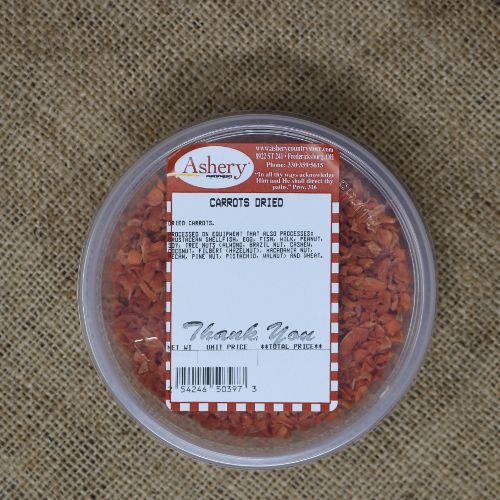 Ashery
www.asherycountrystore.com
8922 ST 241 • Fredericksburg, OH
Phone: 330-359-5615
"In all thy ways acknowledge
Him and He shall direct thy
paths." Prov. 3:6
CARROTS DRIED
DRIED CARROTS.
PROCESSED ON EQUIPMENT THAT ALSO PROCESSES:
CRUSTACEAN SHELLFISH, EGG, FISH, MILK, PEANUT,
SOY, TREE NUTS (ALMOND, BRAZIL NUT, CASHEW,
COCONUT, FILBERT (HAZELNUT), MACADAMIA NUT,
PECAN, PINE NUT, PISTACHIO, WALNUT) AND WHEAT.
Thank You
NET WT UNIT PRICE **TOTAL PRICE**
54246 50397 3